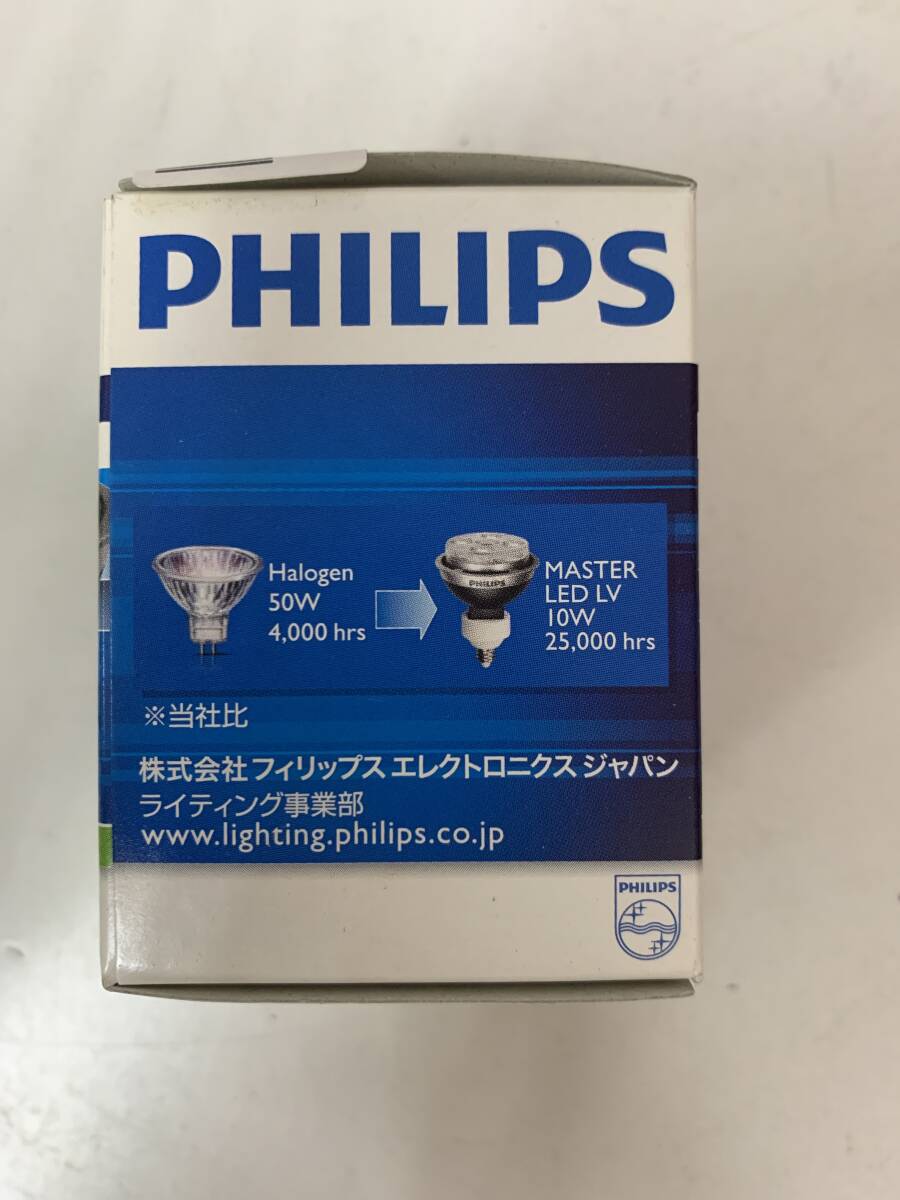 PHILIPS
Halogen
50W
4,000 hrs
PHILIPS
MASTER
LED LV
10W
25,000 hrs
※当社比
株式会社フィリップス エレクトロニクス ジャパン
ライティング事業部
www.lighting.philips.co.jp
PHILIPS